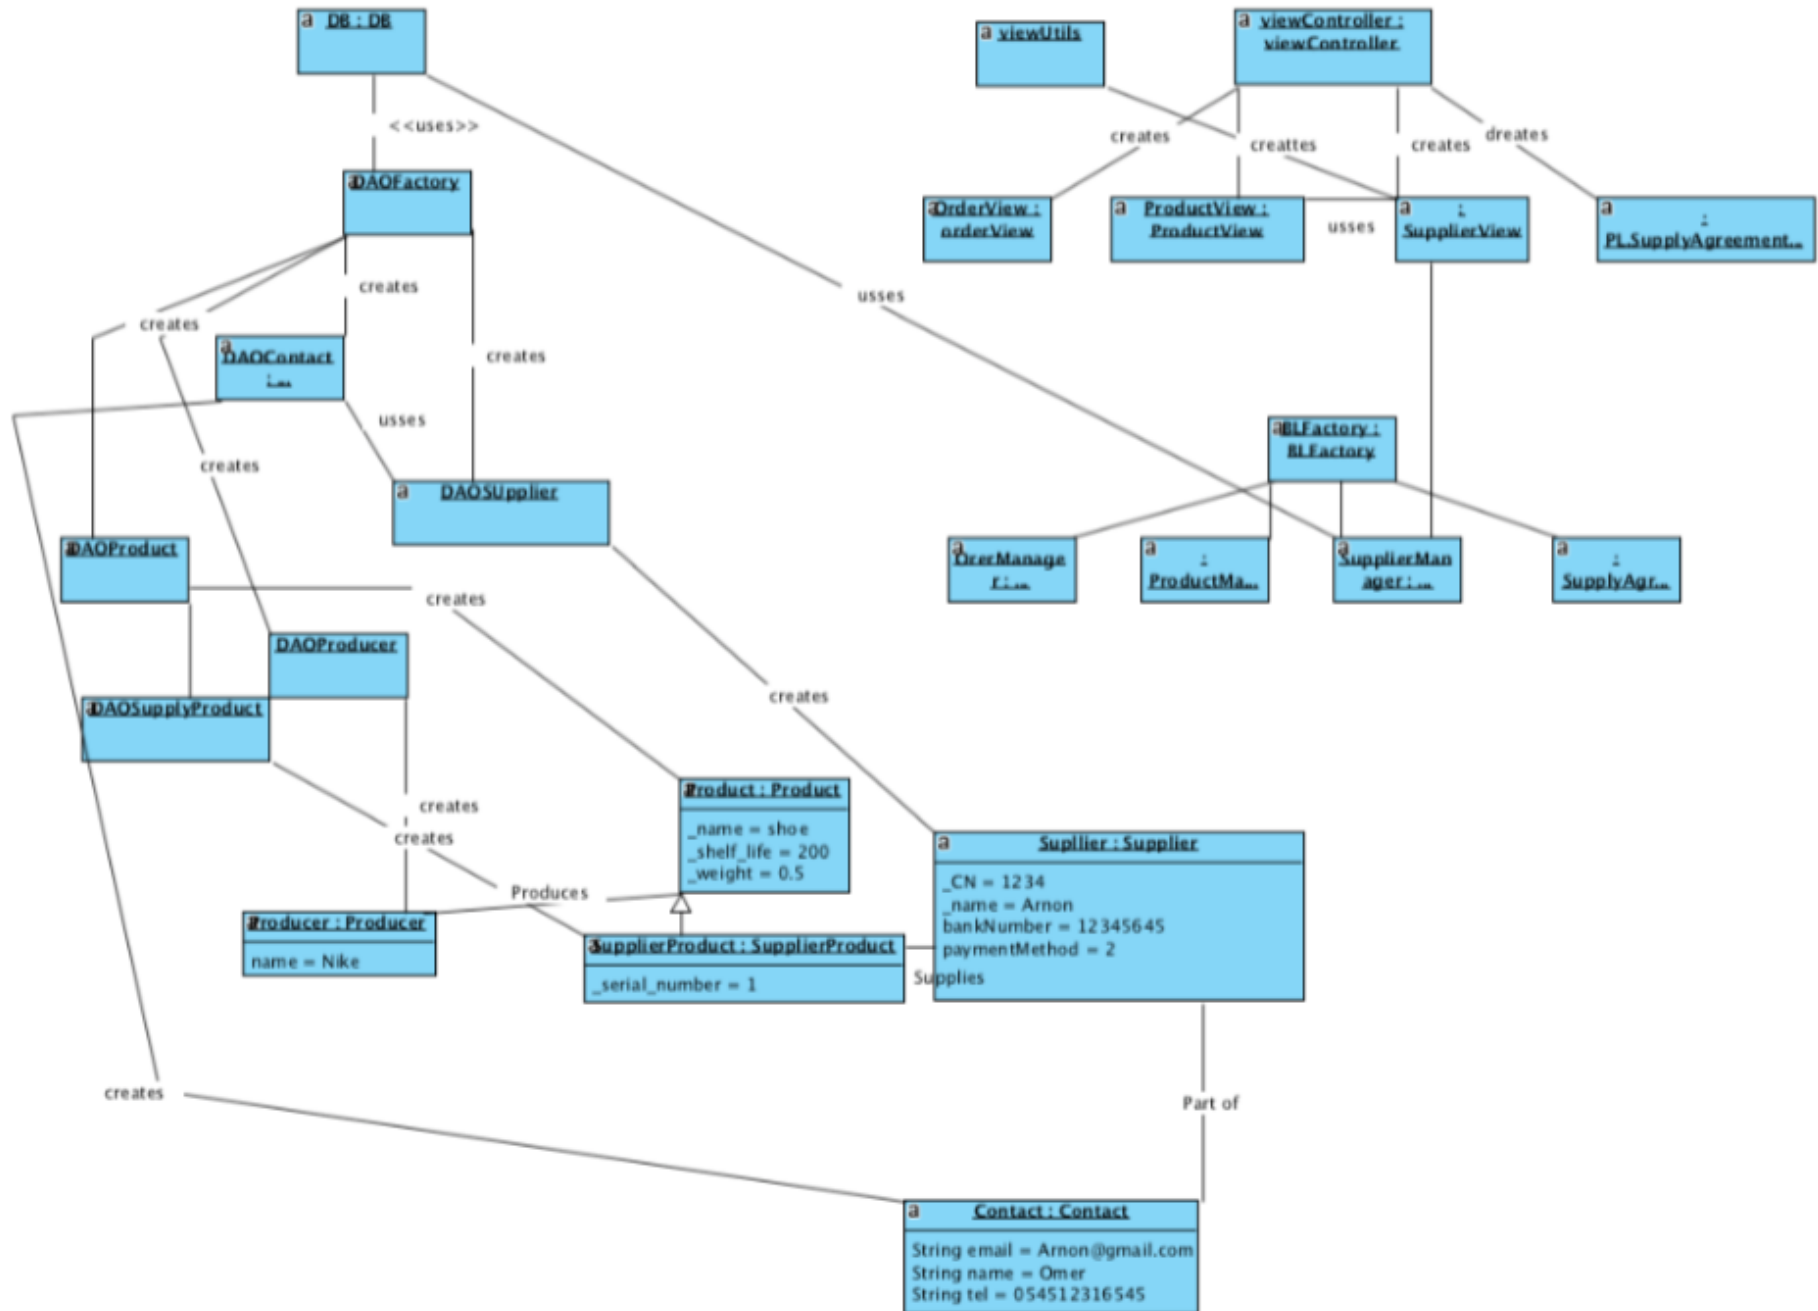 DB : DB
viewUtils
viewController :
viewController
<<uses>>
creates
creattes
creates
dreates
DAOFactory
OrderView :
orderView
ProductView :
ProductView
usses
:
SupplierView
:
PL.SupplyAgreement...
creates
usses
creates
DAOContact
: ...
creates
usses
BLFactory :
BLFactory
creates
DAOSUpplier
DAOProduct
OrerManage
r : ...
:
ProductMa...
SupplierMan
ager : ...
:
SupplyAgr...
creates
DAOProducer
creates
DAOSupplyProduct
Product : Product
_name = shoe
_shelf_life = 200
_weight = 0.5
creates
creates
Supllier : Supplier
_CN = 1234
_name = Arnon
bankNumber = 12345645
paymentMethod = 2
Produces
Producer : Producer
name = Nike
SupplierProduct : SupplierProduct
_serial_number = 1
Supplies
creates
Part of
Contact : Contact
String email = Arnon@gmail.com
String name = Omer
String tel = 054512316545